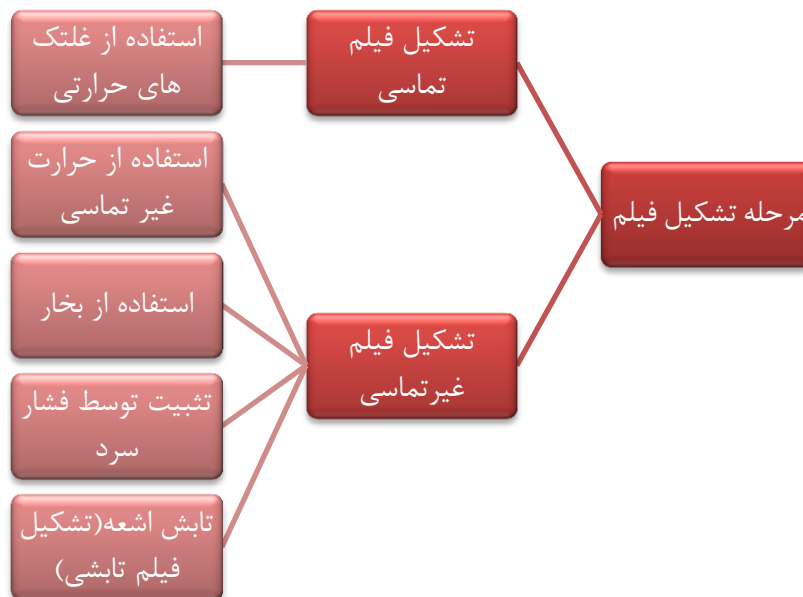 مرحله تشکیل فیلم
تشکیل فیلم
تماسی
استفاده از غلتک
های حرارتی
تشکیل فیلم
غیرتماسی
استفاده از حرارت
غیر تماسی
استفاده از بخار
تثبیت توسط فشار
سرد
تابش اشعه(تشکیل
فیلم تابشی)